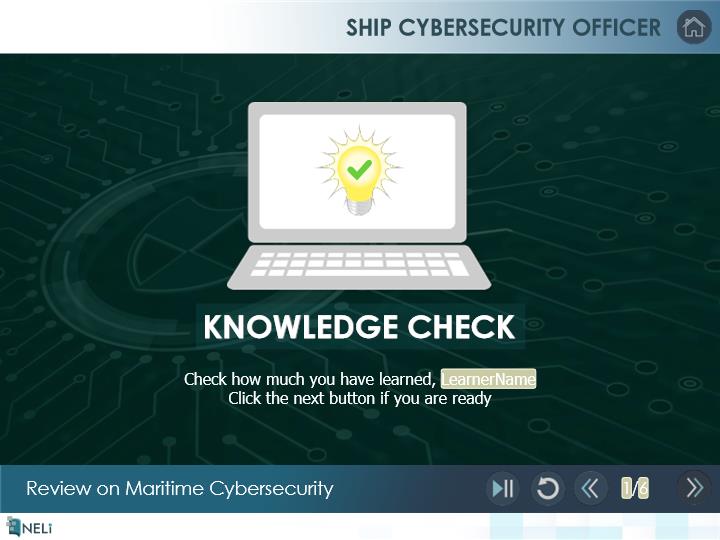 SHIP CYBERSECURITY OFFICER
KNOWLEDGE CHECK
Check how much you have learned, LearnerName
Click the next button if you are ready
Review on Maritime Cybersecurity
1/6
NELi